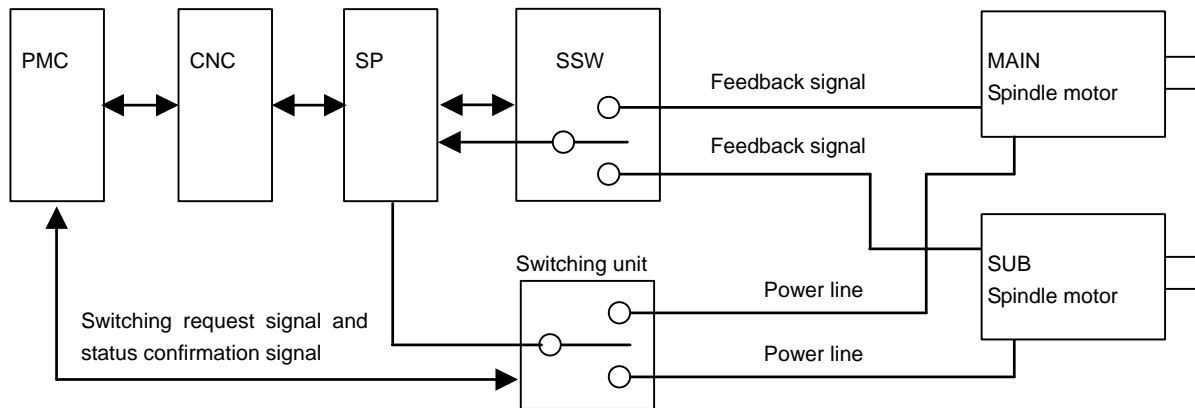 PMC
CNC
SP
SSW
MAIN
Spindle motor
Feedback signal
Feedback signal
SUB
Spindle motor
Switching unit
Power line
Power line
Switching request signal and
status confirmation signal